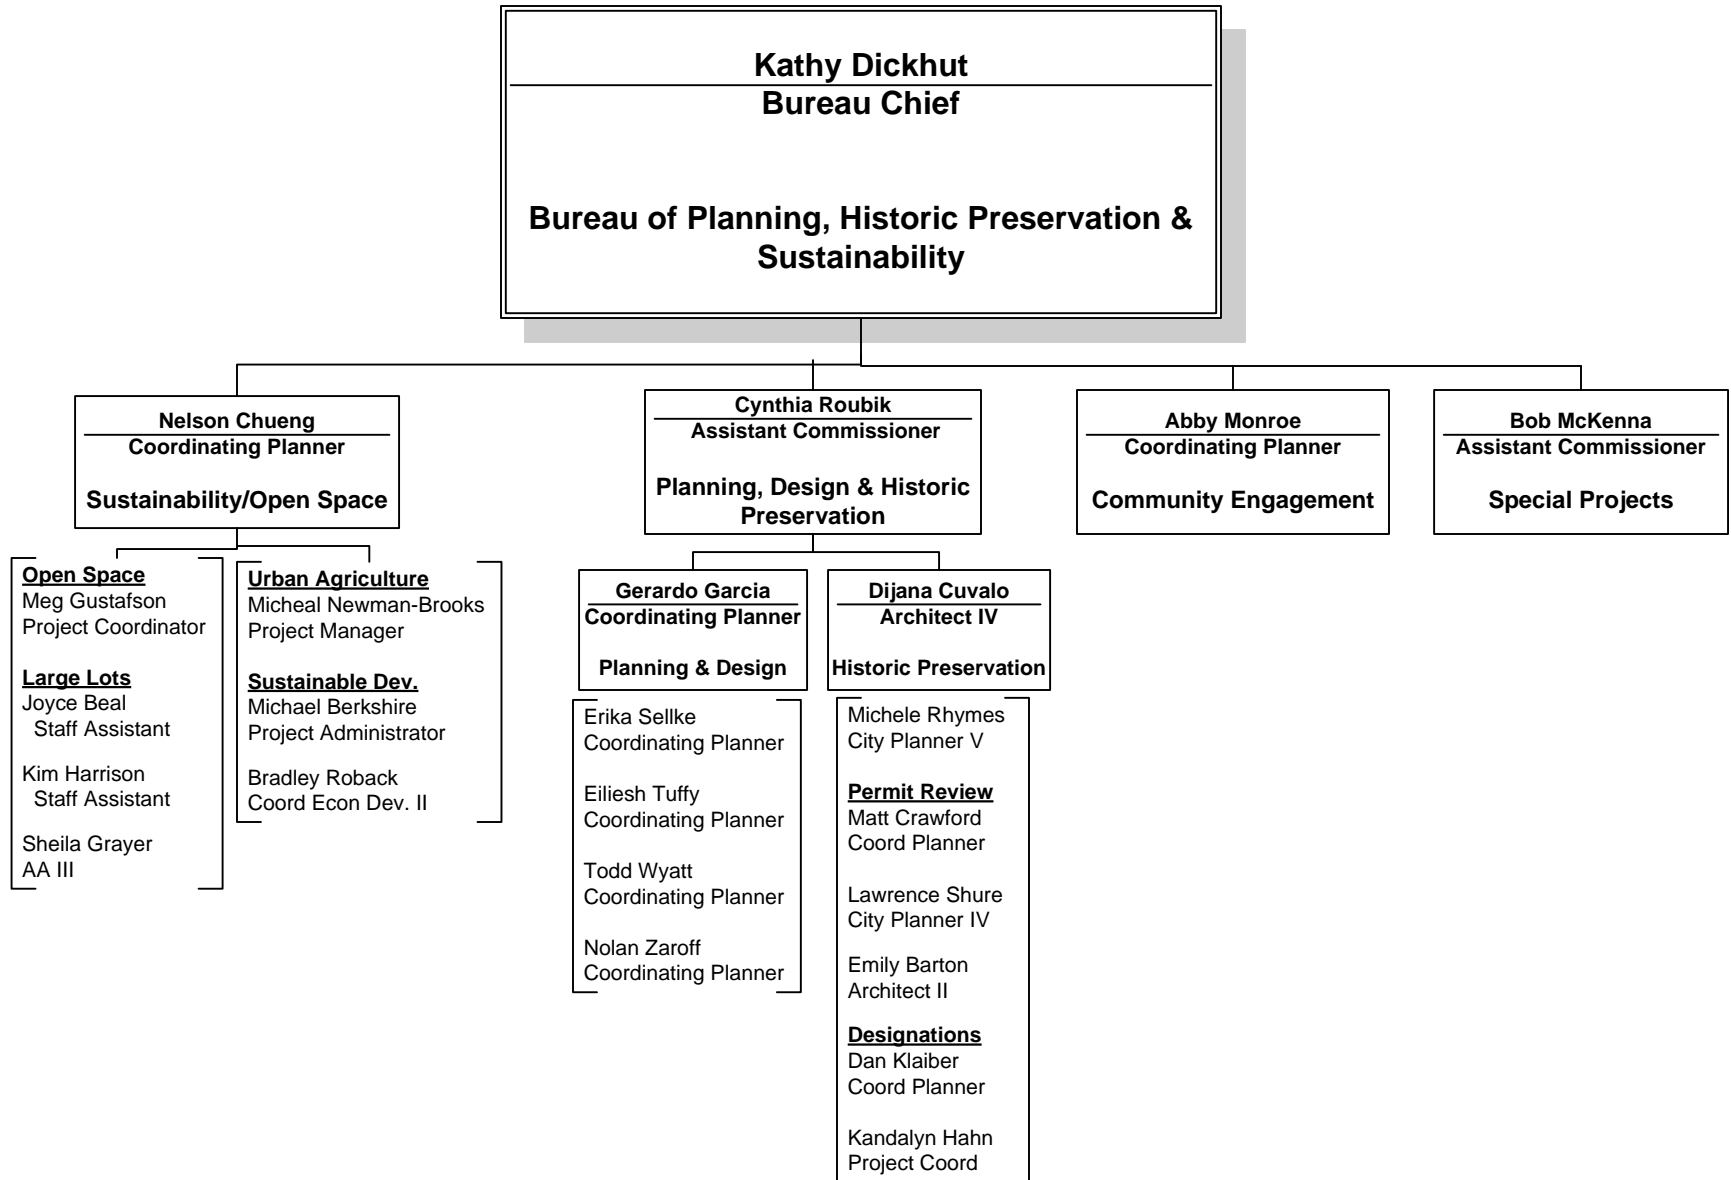 Kathy Dickhut
Bureau Chief
Bureau of Planning, Historic Preservation &
Sustainability
Nelson Chueng
Coordinating Planner
Sustainability/Open Space
Open Space
Meg Gustafson
Project Coordinator
Large Lots
Joyce Beal
Staff Assistant
Kim Harrison
Staff Assistant
Sheila Grayer
AA III
Urban Agriculture
Micheal Newman-Brooks
Project Manager
Sustainable Dev.
Michael Berkshire
Project Administrator
Bradley Roback
Coord Econ Dev. II
Cynthia Roubik
Assistant Commissioner
Planning, Design & Historic
Preservation
Gerardo Garcia
Coordinating Planner
Planning & Design
Erika Sellke
Coordinating Planner
Eiliesh Tuffy
Coordinating Planner
Todd Wyatt
Coordinating Planner
Nolan Zaroff
Coordinating Planner
Dijana Cuvalo
Architect IV
Historic Preservation
Michele Rhymes
City Planner V
Permit Review
Matt Crawford
Coord Planner
Lawrence Shure
City Planner IV
Emily Barton
Architect II
Designations
Dan Klaiber
Coord Planner
Kandalyn Hahn
Project Coord
Abby Monroe
Coordinating Planner
Community Engagement
Bob McKenna
Assistant Commissioner
Special Projects